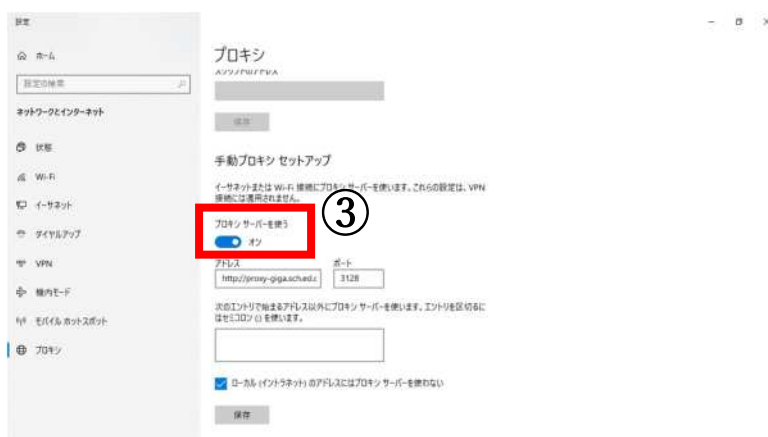 設定
ホーム
設定の検索
ネットワークとインターネット
状態
Wi-Fi
イーサネット
ダイヤルアップ
VPN
機内モード
モバイル ホットスポット
プロキシ
プロキシ
スクリプトのアドレス
保存
手動プロキシ セットアップ
イーサネットまたは Wi-Fi 接続にプロキシ サーバーを使います。これらの設定は、VPN
接続には適用されません。
③
プロキシ サーバーを使う
オン
アドレス
ポート
http://proxy-giga.sch.ed.c
3128
次のエントリで始まるアドレス以外にプロキシ サーバーを使います。エントリを区切るに
はセミコロン (;) を使います。
ローカル (イントラネット) のアドレスにはプロキシ サーバーを使わない
保存